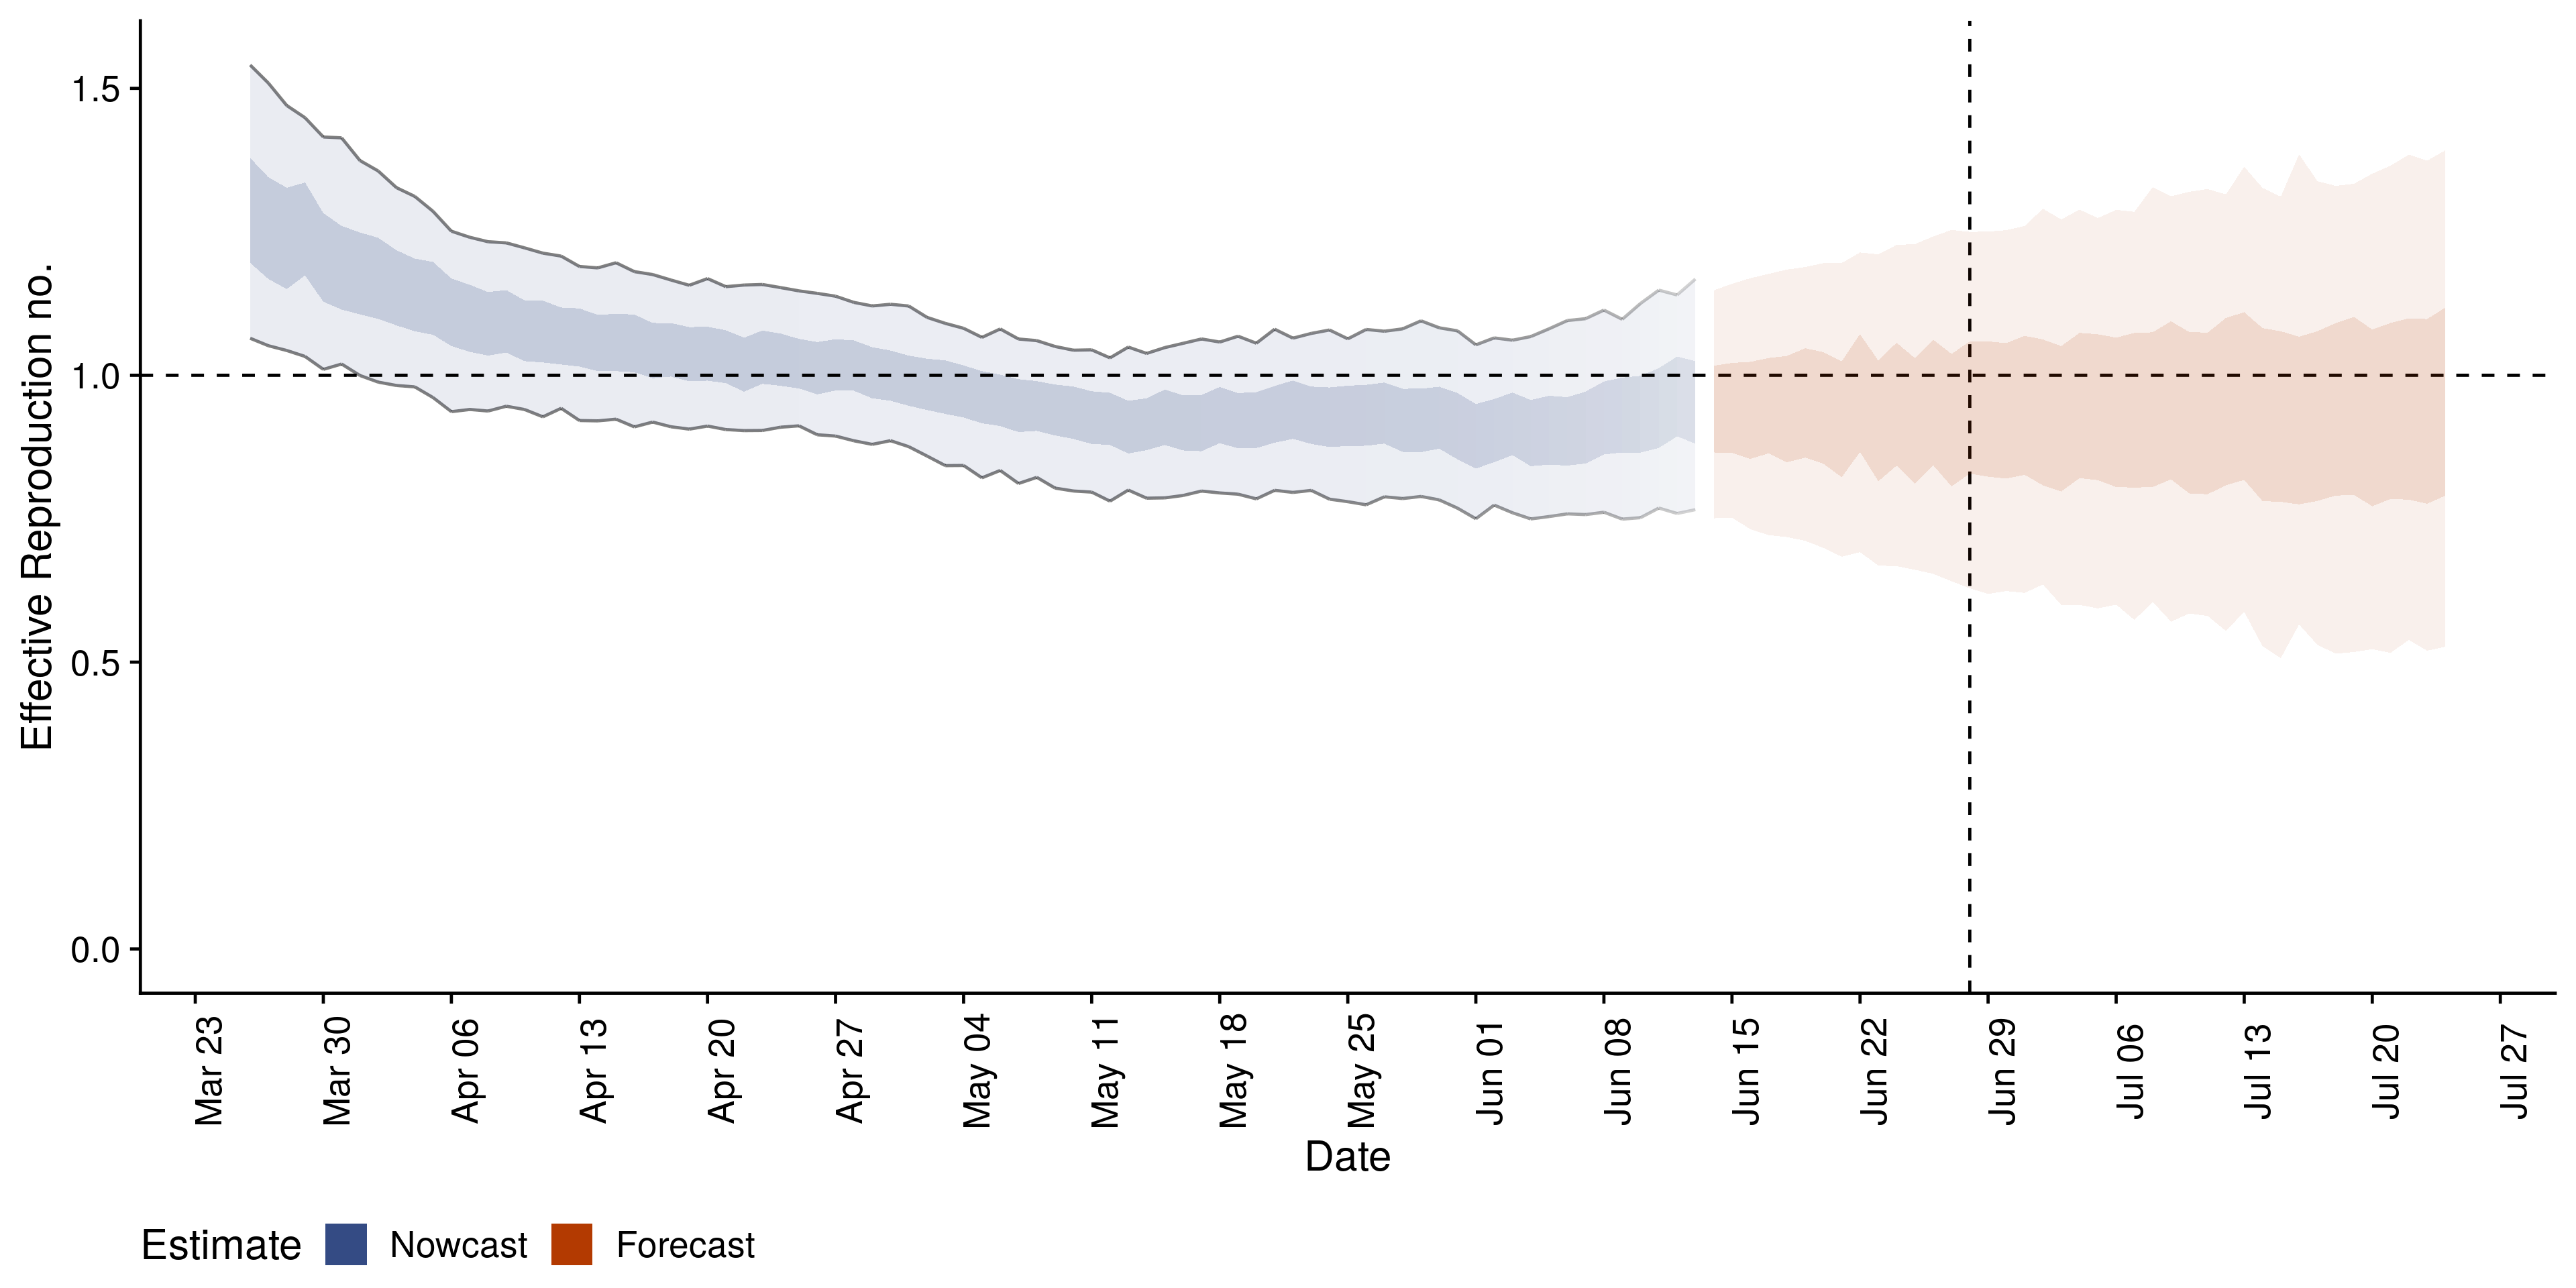 Effective Reproduction no.
1.5
1.0
0.5
0.0
Mar 23
Mar 30
Apr 06
Apr 13
Apr 20
Apr 27
May 04
May 11
May 18
May 25
Jun 01
Jun 08
Jun 15
Jun 22
Jun 29
Jul 06
Jul 13
Jul 20
Jul 27
Date
Estimate Nowcast Forecast